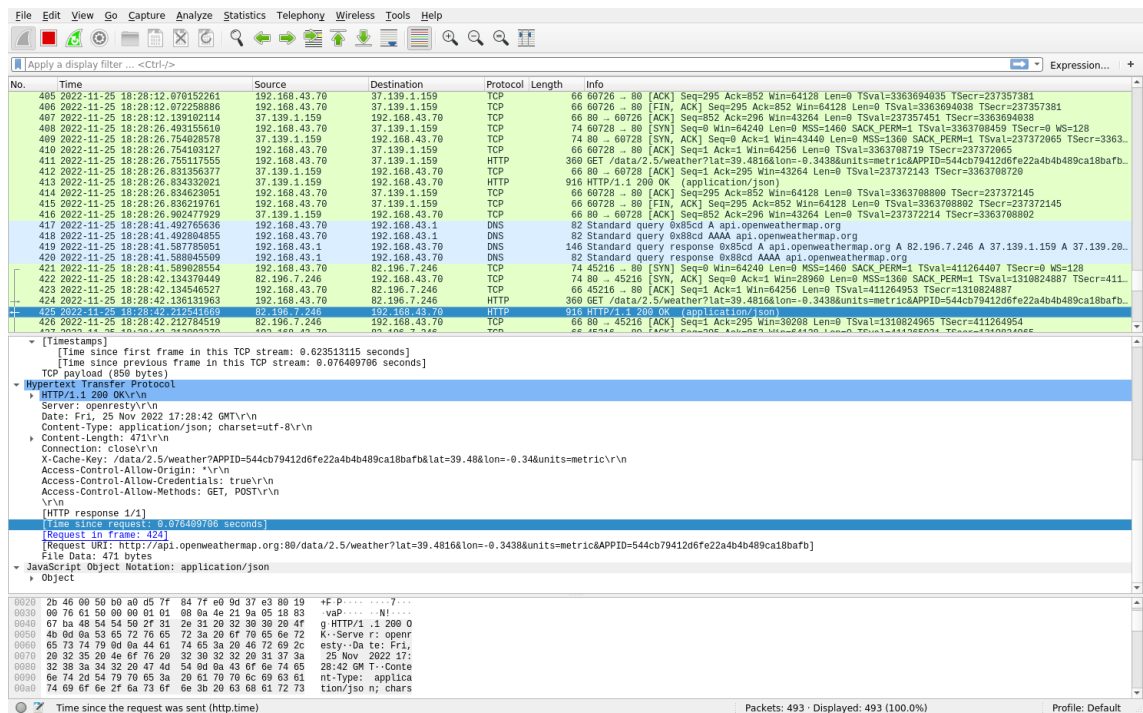 File Edit View Go Capture Analyze Statistics Telephony Wireless Tools Help
Apply a display filter ... <Ctrl-/>
Expression... +
No. Time Source Destination Protocol Length Info
405 2022-11-25 18:28:12.070152261 192.168.43.70 37.139.1.159 TCP 66 60726 → 80 [ACK] Seq=295 Ack=852 Win=64128 Len=0 TSval=3363694035 TSecr=237357381
406 2022-11-25 18:28:12.072258886 192.168.43.70 37.139.1.159 TCP 66 60726 → 80 [FIN, ACK] Seq=295 Ack=852 Win=64128 Len=0 TSval=3363694038 TSecr=237357381
407 2022-11-25 18:28:12.139102114 37.139.1.159 192.168.43.70 TCP 66 80 → 60726 [ACK] Seq=852 Ack=296 Win=43264 Len=0 TSval=237357451 TSecr=3363694038
408 2022-11-25 18:28:26.493155610 192.168.43.70 37.139.1.159 TCP 74 60728 → 80 [SYN] Seq=0 Win=64240 Len=0 MSS=1460 SACK_PERM=1 TSval=3363708459 TSecr=0 WS=128
409 2022-11-25 18:28:26.754028578 37.139.1.159 192.168.43.70 TCP 74 80 → 60728 [SYN, ACK] Seq=0 Ack=1 Win=43440 Len=0 MSS=1360 SACK_PERM=1 TSval=237372065 TSecr=3363...
410 2022-11-25 18:28:26.754103127 192.168.43.70 37.139.1.159 TCP 66 60728 → 80 [ACK] Seq=1 Ack=1 Win=64256 Len=0 TSval=3363708719 TSecr=237372065
411 2022-11-25 18:28:26.755117555 192.168.43.70 37.139.1.159 HTTP 360 GET /data/2.5/weather?lat=39.4816&lon=-0.3438&units=metric&APPID=544cb79412d6fe22a4b4b489ca18bafb...
412 2022-11-25 18:28:26.831356377 37.139.1.159 192.168.43.70 TCP 66 80 → 60728 [ACK] Seq=1 Ack=295 Win=43264 Len=0 TSval=237372143 TSecr=3363708720
413 2022-11-25 18:28:26.834332021 37.139.1.159 192.168.43.70 HTTP 916 HTTP/1.1 200 OK (application/json)
414 2022-11-25 18:28:26.834623051 192.168.43.70 37.139.1.159 TCP 66 60728 → 80 [ACK] Seq=295 Ack=852 Win=64128 Len=0 TSval=3363708800 TSecr=237372145
415 2022-11-25 18:28:26.836219761 192.168.43.70 37.139.1.159 TCP 66 60728 → 80 [FIN, ACK] Seq=295 Ack=852 Win=64128 Len=0 TSval=3363708802 TSecr=237372145
416 2022-11-25 18:28:26.902477929 37.139.1.159 192.168.43.70 TCP 66 80 → 60728 [ACK] Seq=852 Ack=296 Win=43264 Len=0 TSval=237372214 TSecr=3363708802
417 2022-11-25 18:28:41.492765636 192.168.43.70 192.168.43.1 DNS 82 Standard query 0x85cd A api.openweathermap.org
418 2022-11-25 18:28:41.492804855 192.168.43.70 192.168.43.1 DNS 82 Standard query 0x88cd AAAA api.openweathermap.org
419 2022-11-25 18:28:41.587785051 192.168.43.1 192.168.43.70 DNS 146 Standard query response 0x85cd A api.openweathermap.org A 82.196.7.246 A 37.139.1.159 A 37.139.20...
420 2022-11-25 18:28:41.588045509 192.168.43.1 192.168.43.70 DNS 82 Standard query response 0x88cd AAAA api.openweathermap.org
421 2022-11-25 18:28:41.589028554 192.168.43.70 82.196.7.246 TCP 74 45216 → 80 [SYN] Seq=0 Win=64240 Len=0 MSS=1460 SACK_PERM=1 TSval=411264407 TSecr=0 WS=128
422 2022-11-25 18:28:42.134370449 82.196.7.246 192.168.43.70 TCP 74 80 → 45216 [SYN, ACK] Seq=0 Ack=1 Win=28960 Len=0 MSS=1360 SACK_PERM=1 TSval=1310824887 TSecr=411...
423 2022-11-25 18:28:42.134546527 192.168.43.70 82.196.7.246 TCP 66 45216 → 80 [ACK] Seq=1 Ack=1 Win=64256 Len=0 TSval=411264953 TSecr=1310824887
424 2022-11-25 18:28:42.136131963 192.168.43.70 82.196.7.246 HTTP 360 GET /data/2.5/weather?lat=39.4816&lon=-0.3438&units=metric&APPID=544cb79412d6fe22a4b4b489ca18bafb...
425 2022-11-25 18:28:42.212541669 82.196.7.246 192.168.43.70 HTTP 916 HTTP/1.1 200 OK (application/json)
426 2022-11-25 18:28:42.212784519 82.196.7.246 192.168.43.70 TCP 66 80 → 45216 [ACK] Seq=1 Ack=295 Win=30208 Len=0 TSval=1310824965 TSecr=411264954
[Timestamps]
[Time since first frame in this TCP stream: 0.623513115 seconds]
[Time since previous frame in this TCP stream: 0.076409706 seconds]
TCP payload (850 bytes)
Hypertext Transfer Protocol
HTTP/1.1 200 OK\r\n
Server: openresty\r\n
Date: Fri, 25 Nov 2022 17:28:42 GMT\r\n
Content-Type: application/json; charset=utf-8\r\n
Content-Length: 471\r\n
Connection: close\r\n
X-Cache-Key: /data/2.5/weather?APPID=544cb79412d6fe22a4b4b489ca18bafb&lat=39.48&lon=-0.34&units=metric\r\n
Access-Control-Allow-Origin: *\r\n
Access-Control-Allow-Credentials: true\r\n
Access-Control-Allow-Methods: GET, POST\r\n
\r\n
[HTTP response 1/1]
[Time since request: 0.076409706 seconds]
[Request in frame: 424]
[Request URI: http://api.openweathermap.org:80/data/2.5/weather?lat=39.4816&lon=-0.3438&units=metric&APPID=544cb79412d6fe22a4b4b489ca18bafb]
File Data: 471 bytes
JavaScript Object Notation: application/json
Object
0020 2b 46 00 50 b0 a0 d5 7f 84 7f e0 9d 37 e3 80 19 +F·P···· ····7···
0030 00 76 61 50 00 00 01 01 08 0a 4e 21 9a 05 18 83 ·vaP···· ··N!····
0040 67 ba 48 54 54 50 2f 31 2e 31 20 32 30 30 20 4f g·HTTP/1 .1 200 O
0050 4b 0d 0a 53 65 72 76 65 72 3a 20 6f 70 65 6e 72 K··Serve r: openr
0060 65 73 74 79 0d 0a 44 61 74 65 3a 20 46 72 69 2c esty··Da te: Fri,
0070 20 32 35 20 4e 6f 76 20 32 30 32 32 20 31 37 3a 25 Nov 2022 17:
0080 32 38 3a 34 32 20 47 4d 54 0d 0a 43 6f 6e 74 65 28:42 GM T··Conte
0090 6e 74 2d 54 79 70 65 3a 20 61 70 70 6c 69 63 61 nt-Type: applica
00a0 74 69 6f 6e 2f 6a 73 6f 6e 3b 20 63 68 61 72 73 tion/jso n; chars
Time since the request was sent (http.time) Packets: 493 · Displayed: 493 (100.0%) Profile: Default